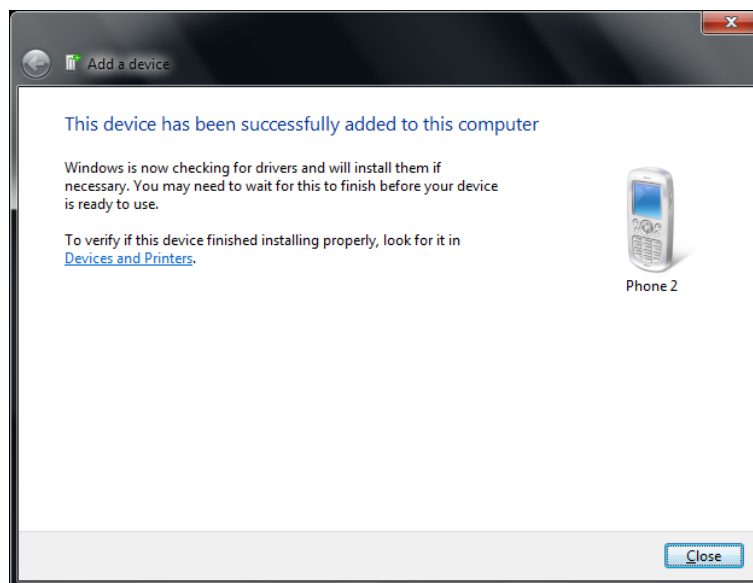 Add a device
This device has been successfully added to this computer
Windows is now checking for drivers and will install them if
necessary. You may need to wait for this to finish before your device
is ready to use.
To verify if this device finished installing properly, look for it in
Devices and Printers.
Phone 2
Close